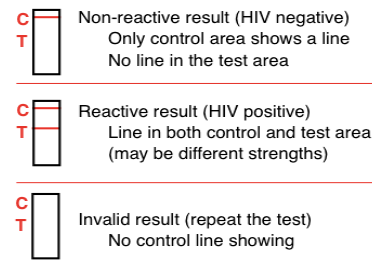 C Non-reactive result (HIV negative)
T Only control area shows a line
No line in the test area
C Reactive result (HIV positive)
T Line in both control and test area
(may be different strengths)
C
T Invalid result (repeat the test)
No control line showing